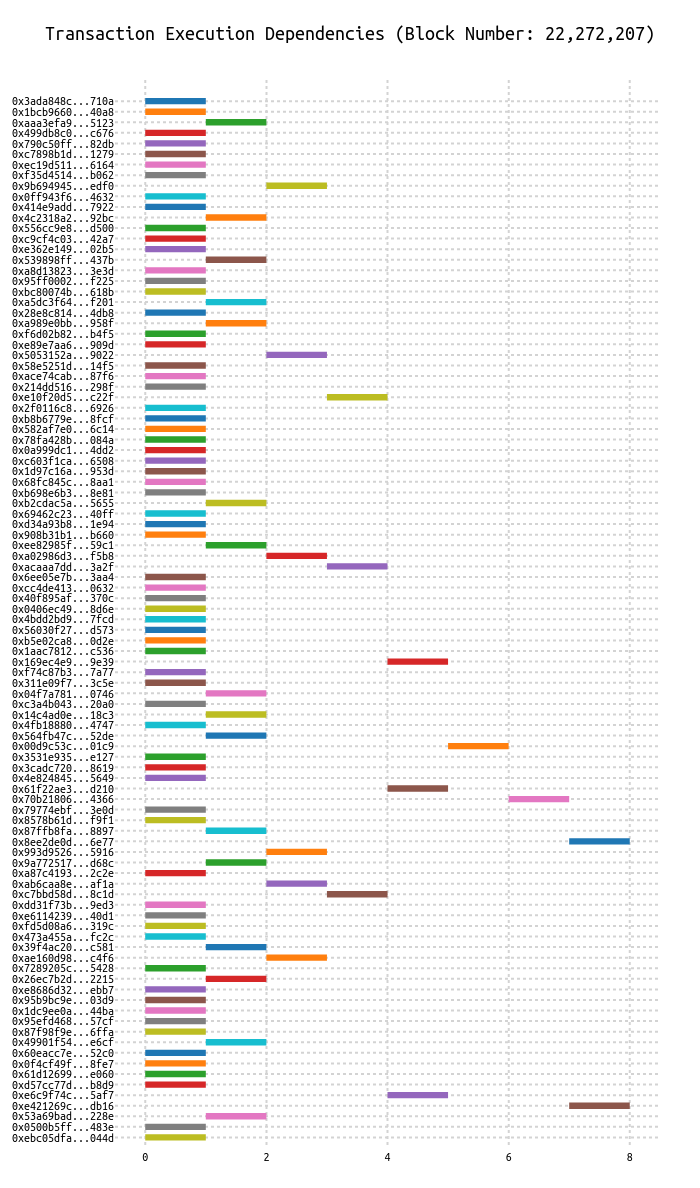 Transaction Execution Dependencies (Block Number: 22,272,207)
0x3ada848c...710a
0x1bcb9660...40a8
0xaaa3efa9...5123
0x499db8c0...c676
0x790c50ff...82db
0xc7898b1d...1279
0xec19d511...6164
0xf35d4514...b062
0x9b694945...edf0
0x0ff943f6...4632
0x414e9add...7922
0x4c2318a2...92bc
0x556cc9e8...d500
0xc9cf4c03...42a7
0xe362e149...02b5
0x539898ff...437b
0xa8d13823...3e3d
0x95ff0002...f225
0xbc80074b...618b
0xa5dc3f64...f201
0x28e8c814...4db8
0xa989e0bb...958f
0xf6d02b82...b4f5
0xe89e7aa6...909d
0x5053152a...9022
0x58e5251d...14f5
0xace74cab...87f6
0x214dd516...298f
0xe10f20d5...c22f
0x2f0116c8...6926
0xb8b6779e...8fcf
0x582af7e0...6c14
0x78fa428b...084a
0x0a999dc1...4dd2
0xc603f1ca...6508
0x1d97c16a...953d
0x68fc845c...8aa1
0xb698e6b3...8e81
0xb2cdac5a...5655
0x69462c23...40ff
0xd34a93b8...1e94
0x908b31b1...b660
0xee82985f...59c1
0xa02986d3...f5b8
0xacaaa7dd...3a2f
0x6ee05e7b...3aa4
0xcc4de413...0632
0x40f895af...370c
0x0406ec49...8d6e
0x4bdd2bd9...7fcd
0x56030f27...d573
0xb5e02ca8...0d2e
0x1aac7812...c536
0x169ec4e9...9e39
0xf74c87b3...7a77
0x311e09f7...3c5e
0x04f7a781...0746
0xc3a4b043...20a0
0x14c4ad0e...18c3
0x4fb18880...4747
0x564fb47c...52de
0x00d9c53c...01c9
0x3531e935...e127
0x3cadc720...8619
0x4e824845...5649
0x61f22ae3...d210
0x70b21806...4366
0x79774ebf...3e0d
0x8578b61d...f9f1
0x87ffb8fa...8897
0x8ee2de0d...6e77
0x993d9526...5916
0x9a772517...d68c
0xa87c4193...2c2e
0xab6caa8e...af1a
0xc7bbd58d...8c1d
0xdd31f73b...9ed3
0xe6114239...40d1
0xfd5d08a6...319c
0x473a455a...fc2c
0x39f4ac20...c581
0xae160d98...c4f6
0x7289205c...5428
0x26ec7b2d...2215
0xe8686d32...ebb7
0x95b9bc9e...03d9
0x1dc9ee0a...44ba
0x95efd468...57cf
0x87f98f9e...6ffa
0x49901f54...e6cf
0x60eacc7e...52c0
0x0f4cf49f...8fe7
0x61d12699...e060
0xd57cc77d...b8d9
0xe6c9f74c...5af7
0xe421269c...db16
0x53a69bad...228e
0x0500b5ff...483e
0xebc05dfa...044d
0 2 4 6 8